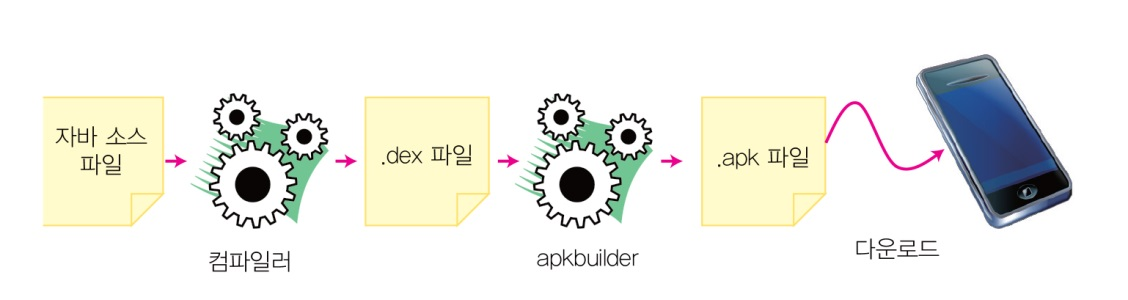 자바 소스
파일
.dex 파일
.apk 파일
컴파일러
apkbuilder
다운로드